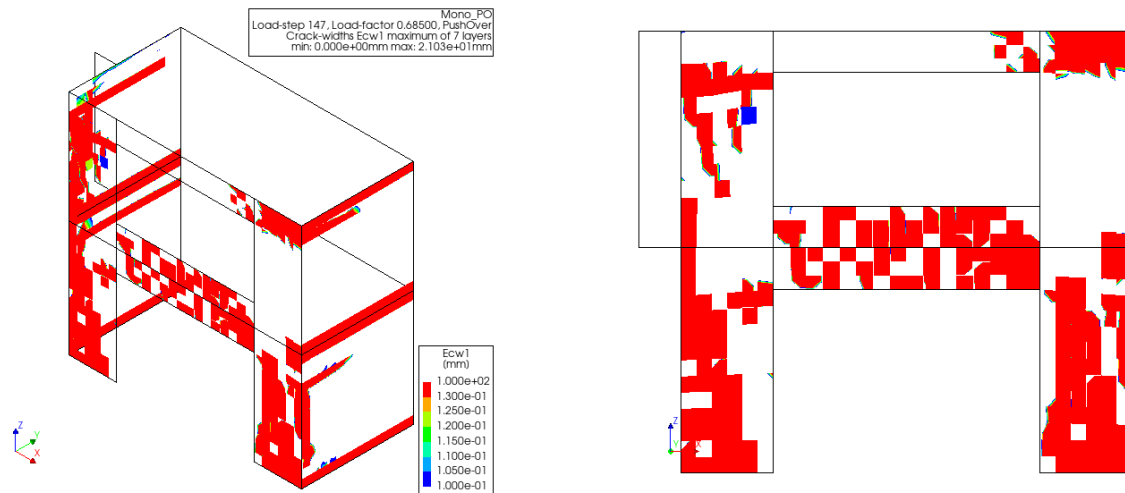 Mono_PO
Load-step 147, Load-factor 0.68500, PushOver
Crack-widths Ecw1 maximum of 7 layers
min: 0.000e+00mm max: 2.103e+01mm
Ecw1
(mm)
1.000e+02
1.300e-01
1.250e-01
1.200e-01
1.150e-01
1.100e-01
1.050e-01
1.000e-01
Z
Y
X
Z
Y